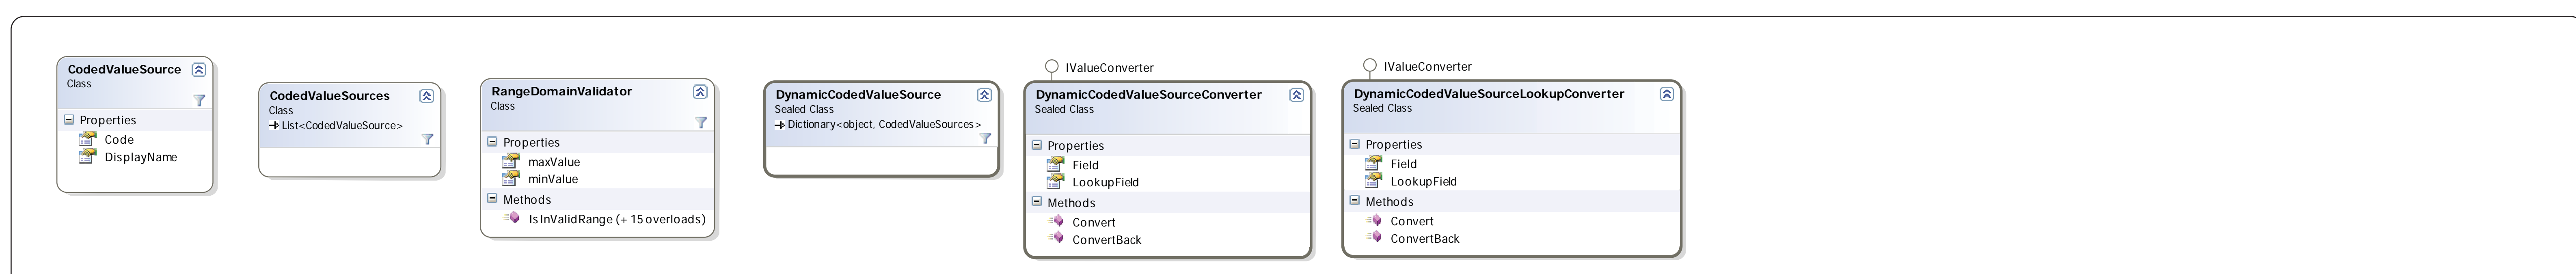 CodedValueSource
Class
Properties
Code
DisplayName
CodedValueSources
Class
List<CodedValueSource>
RangeDomainValidator
Class
Properties
maxValue
minValue
Methods
IsInValidRange (+ 15 overloads)
DynamicCodedValueSource
Sealed Class
Dictionary<object, CodedValueSources>
IValueConverter
DynamicCodedValueSourceConverter
Sealed Class
Properties
Field
LookupField
Methods
Convert
ConvertBack
IValueConverter
DynamicCodedValueSourceLookupConverter
Sealed Class
Properties
Field
LookupField
Methods
Convert
ConvertBack